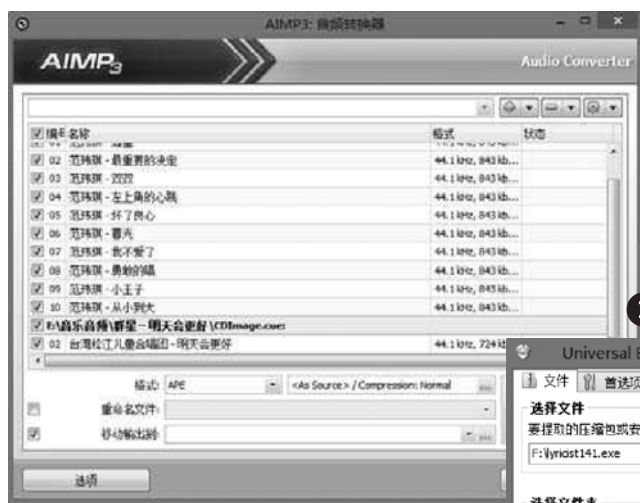 AIMP3: 音频转换器
AIMP3
Audio Converter
编号 名称 格式 状态
02 范玮琪 - 最重要的决定 44.1 kHz, 843 kb...
03 范玮琪 - 叹叹 44.1 kHz, 843 kb...
04 范玮琪 - 左上角的心跳 44.1 kHz, 843 kb...
05 范玮琪 - 坏了良心 44.1 kHz, 843 kb...
06 范玮琪 - 暮光 44.1 kHz, 843 kb...
07 范玮琪 - 我不爱了 44.1 kHz, 843 kb...
08 范玮琪 - 勇敢的唱 44.1 kHz, 843 kb...
09 范玮琪 - 小王子 44.1 kHz, 845 kb...
10 范玮琪 - 从小到大 44.1 kHz, 843 kb...
E:\音乐音频\群星 - 明天会更好\CDImage.cue:
02 台湾松江儿童合唱团 - 明天会更好 44.1 kHz, 724 kb
格式: APE <As Source> / Compression: Normal
重命名文件:
移动输出到:
选项
Universal E
文件 首选项
选择文件
要提取的压缩包或安
F:\lyricist141.exe
选择文件夹